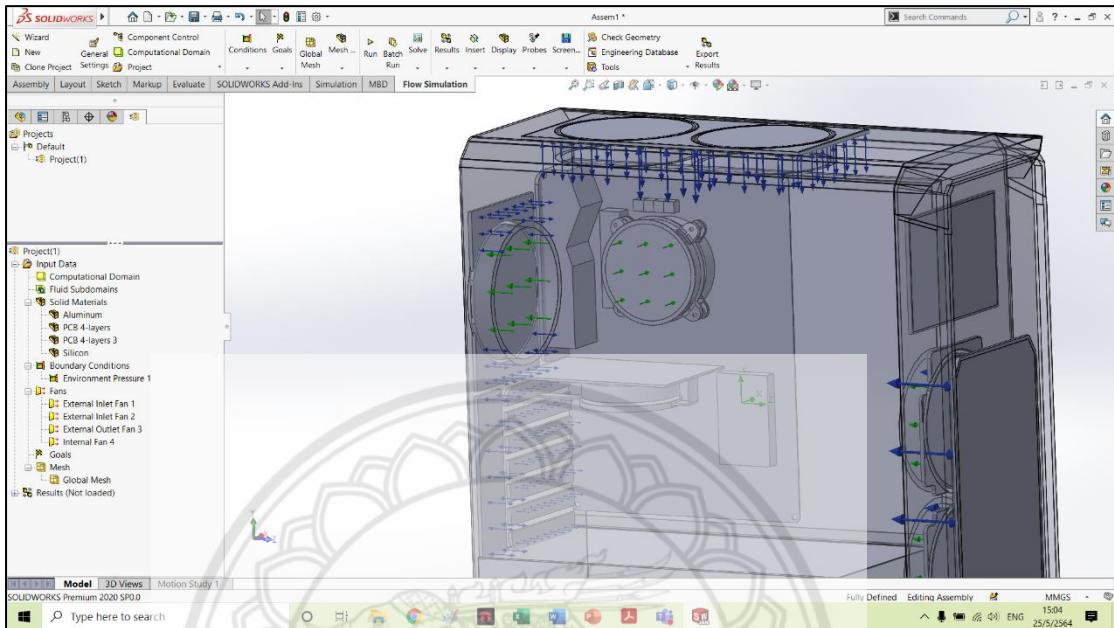 SOLIDWORKS
Assem1 *
Search Commands
Wizard
New
Clone Project
General Settings
Component Control
Computational Domain
Project
Conditions
Goals
Global Mesh
Mesh ...
Run
Batch Run
Solve
Results
Insert
Display
Probes
Screen...
Check Geometry
Engineering Database
Tools
Export Results
Assembly
Layout
Sketch
Markup
Evaluate
SOLIDWORKS Add-Ins
Simulation
MBD
Flow Simulation
Projects
Default
Project(1)
Project(1)
Input Data
Computational Domain
Fluid Subdomains
Solid Materials
Aluminum
PCB 4-layers
PCB 4-layers 3
Silicon
Boundary Conditions
Environment Pressure 1
Fans
External Inlet Fan 1
External Inlet Fan 2
External Outlet Fan 3
Internal Fan 4
Goals
Mesh
Global Mesh
Results (Not loaded)
Model
3D Views
Motion Study 1
SOLIDWORKS Premium 2020 SP0.0
Fully Defined
Editing Assembly
MMGS
Type here to search
ENG
15:04
25/5/2564